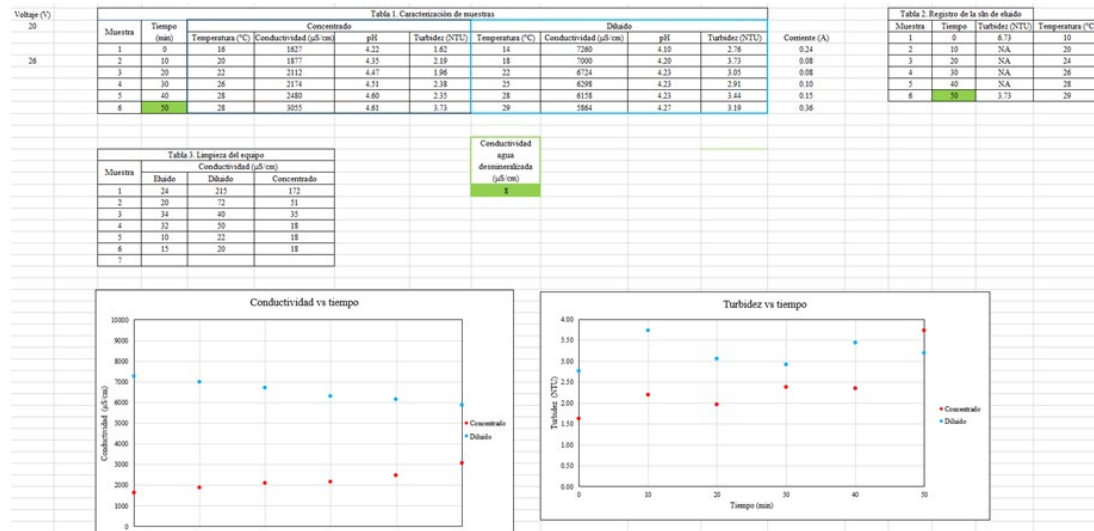 Voltaje (V)
20
26
Tabla 1. Caracterización de muestras
Muestra Tiempo (min) Concentrado Diluido
Temperatura (°C) Conductividad (µS/cm) pH Turbidez (NTU) Temperatura (°C) Conductividad (µS/cm) pH Turbidez (NTU) Corriente (A)
1 0 16 1627 4.22 1.62 14 7260 4.10 2.76 0.24
2 10 20 1877 4.35 2.19 18 7000 4.20 3.73 0.08
3 20 22 2112 4.47 1.96 22 6724 4.23 3.05 0.08
4 30 26 2174 4.51 2.38 25 6298 4.23 2.91 0.10
5 40 28 2480 4.60 2.35 28 6158 4.23 3.44 0.15
6 50 28 3055 4.61 3.73 29 5864 4.27 3.19 0.36
Tabla 2. Registro de la sln de eluido
Muestra Tiempo Turbidez (NTU) Temperatura (°C
1 0 6.73 10
2 10 NA 20
3 20 NA 24
4 30 NA 26
5 40 NA 28
6 50 3.73 29
Tabla 3. Limpieza del equipo
Muestra Conductividad (µS/cm)
Eluido Diluido Concentrado
1 24 215 172
2 20 72 51
3 34 40 35
4 32 50 18
5 10 22 18
6 15 20 18
7
Conductividad
agua
desmineralizada
(µS/cm)
8
Conductividad vs tiempo
Conductividad (µS/cm)
10000
9000
8000
7000
6000
5000
4000
3000
2000
1000
0
Concentrado
Diluido
Turbidez vs tiempo
Turbidez (NTU)
4.00
3.50
3.00
2.50
2.00
1.50
1.00
0.50
0.00
0 10 20 30 40 50
Tiempo (min)
Concentrado
Diluido